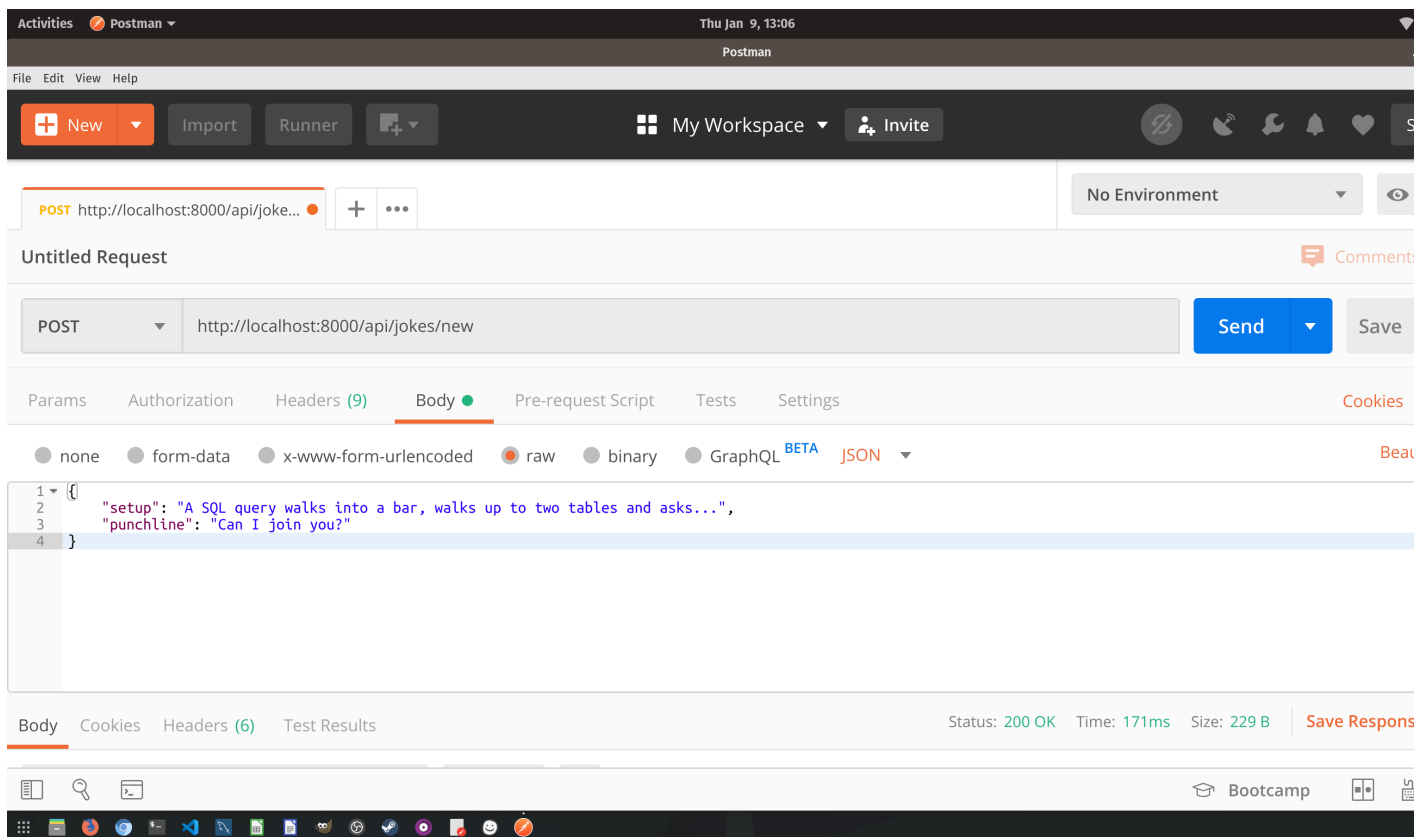 Activities Postman Thu Jan 9, 13:06
Postman
File Edit View Help
New Import Runner My Workspace Invite
POST http://localhost:8000/api/joke... No Environment
Untitled Request Comments
POST http://localhost:8000/api/jokes/new Send Save
Params Authorization Headers (9) Body Pre-request Script Tests Settings Cookies
none form-data x-www-form-urlencoded raw binary GraphQL BETA JSON Beau
1 {
2 "setup": "A SQL query walks into a bar, walks up to two tables and asks...",
3 "punchline": "Can I join you?"
4 }
Body Cookies Headers (6) Test Results Status: 200 OK Time: 171ms Size: 229 B Save Respons
Bootcamp